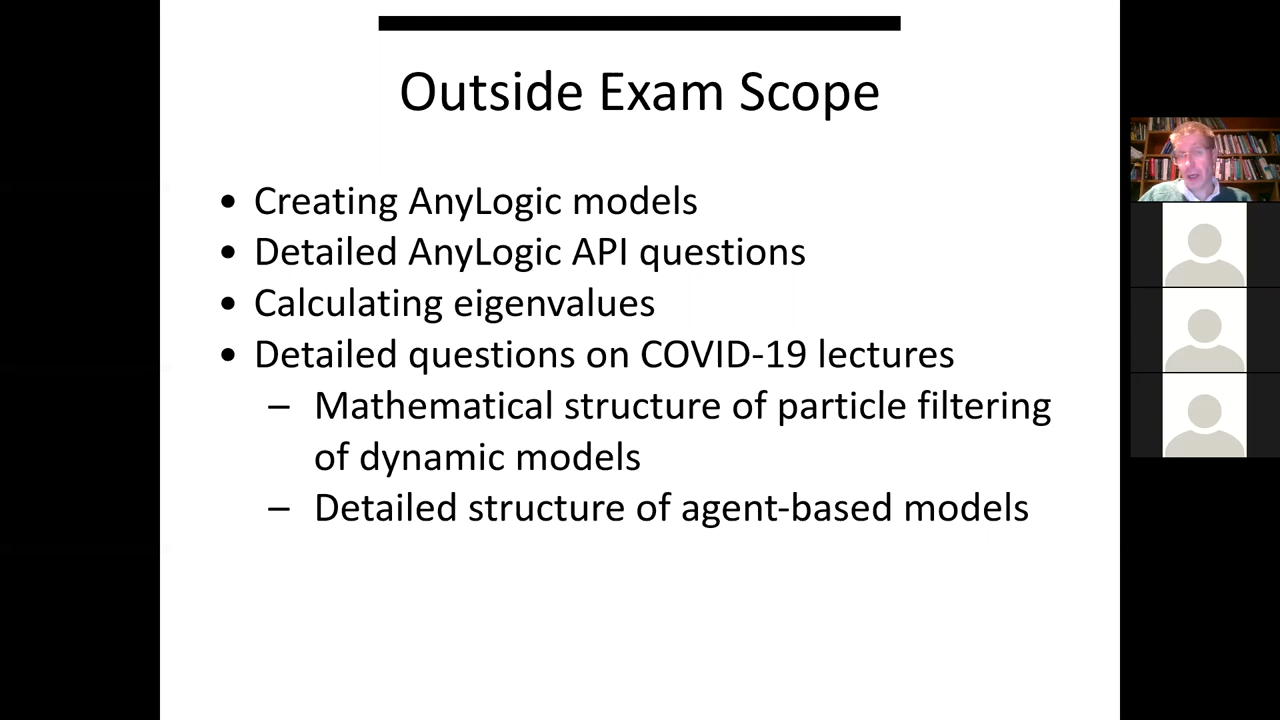 Outside Exam Scope
• Creating AnyLogic models
• Detailed AnyLogic API questions
• Calculating eigenvalues
• Detailed questions on COVID-19 lectures
– Mathematical structure of particle filtering
of dynamic models
– Detailed structure of agent-based models